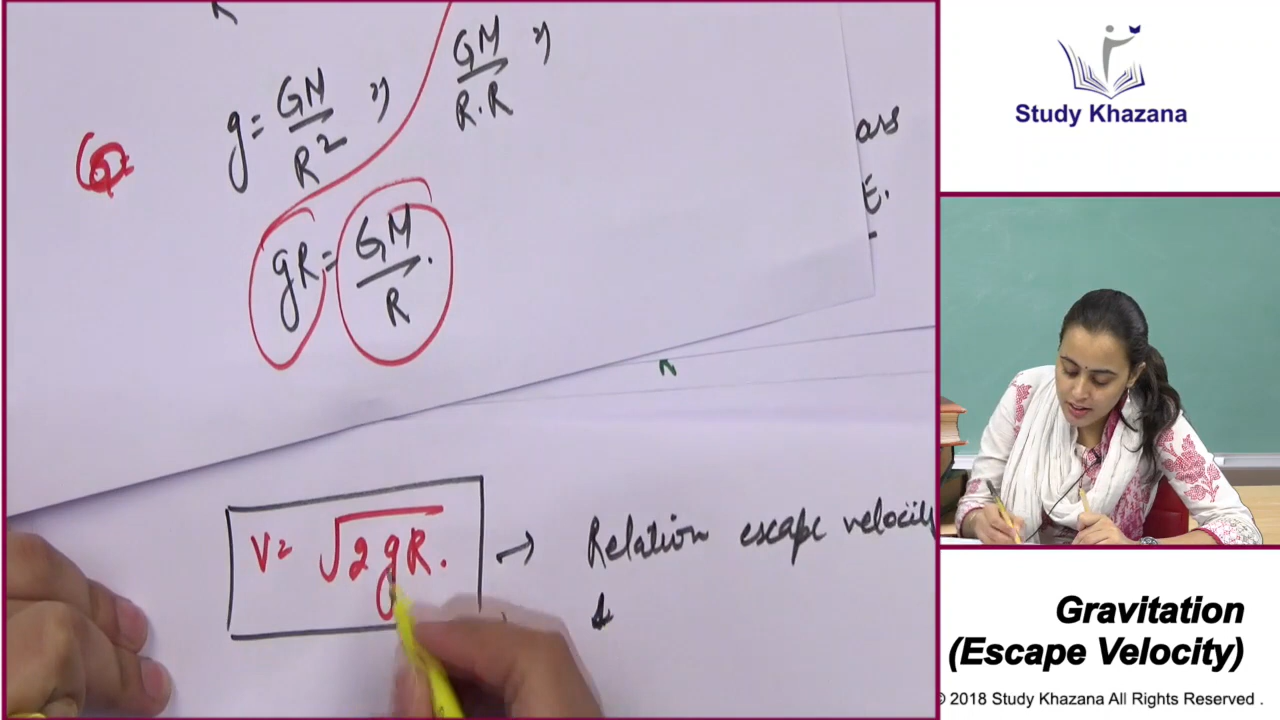 g = GM/R² ⇒ GM/R.R ⇒
gR = GM/R.
V = √2gR. → Relation escape velocity
&
ass
E.
Study Khazana
Gravitation
(Escape Velocity)
© 2018 Study Khazana All Rights Reserved .